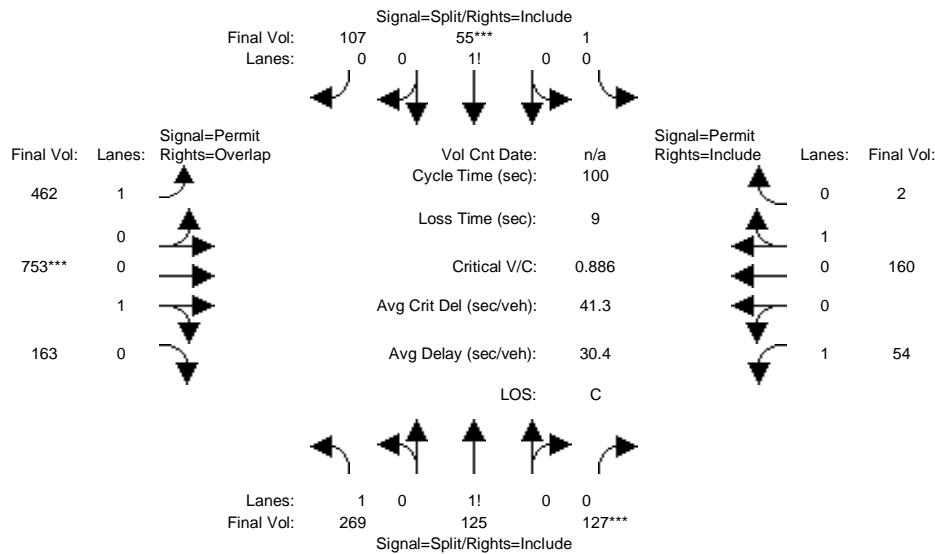 Signal=Split/Rights=Include
Final Vol: 107 55*** 1
Lanes: 0 0 1! 0 0
Signal=Permit
Final Vol: Lanes: Rights=Overlap
Vol Cnt Date: n/a
Signal=Permit
Rights=Include Lanes: Final Vol:
Cycle Time (sec): 100
462 1
0 2
Loss Time (sec): 9
0
1
753*** 0
Critical V/C: 0.886
0 160
1
Avg Crit Del (sec/veh): 41.3
0
163 0
Avg Delay (sec/veh): 30.4
1 54
LOS: C
Lanes: 1 0 1! 0 0
Final Vol: 269 125 127***
Signal=Split/Rights=Include